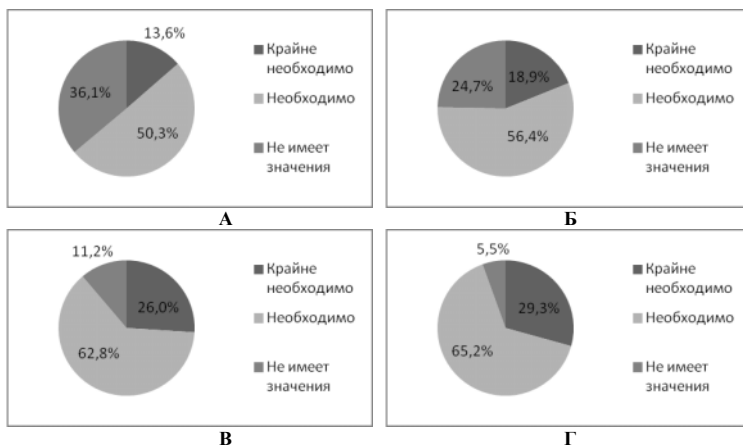 13,6%
36,1%
50,3%
Крайне
необходимо
Необходимо
Не имеет
значения
А
24,7%
18,9%
56,4%
Крайне
необходимо
Необходимо
Не имеет
значения
Б
11,2%
26,0%
62,8%
Крайне
необходимо
Необходимо
Не имеет
значения
В
5,5%
29,3%
65,2%
Крайне
необходимо
Необходимо
Не имеет
значения
Г